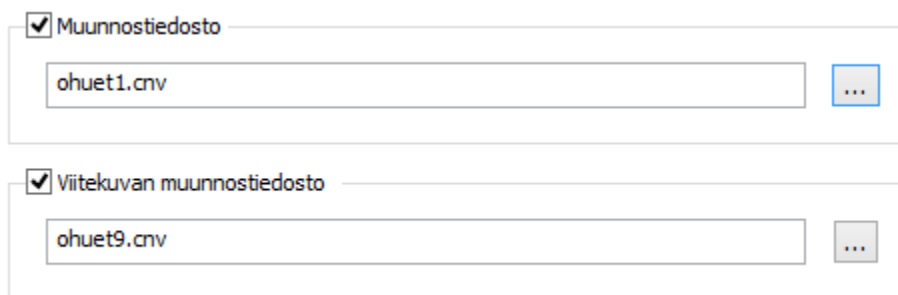 Muunnostiedosto
ohuet1.cnv
...
Viitekuvan muunnostiedosto
ohuet9.cnv
...